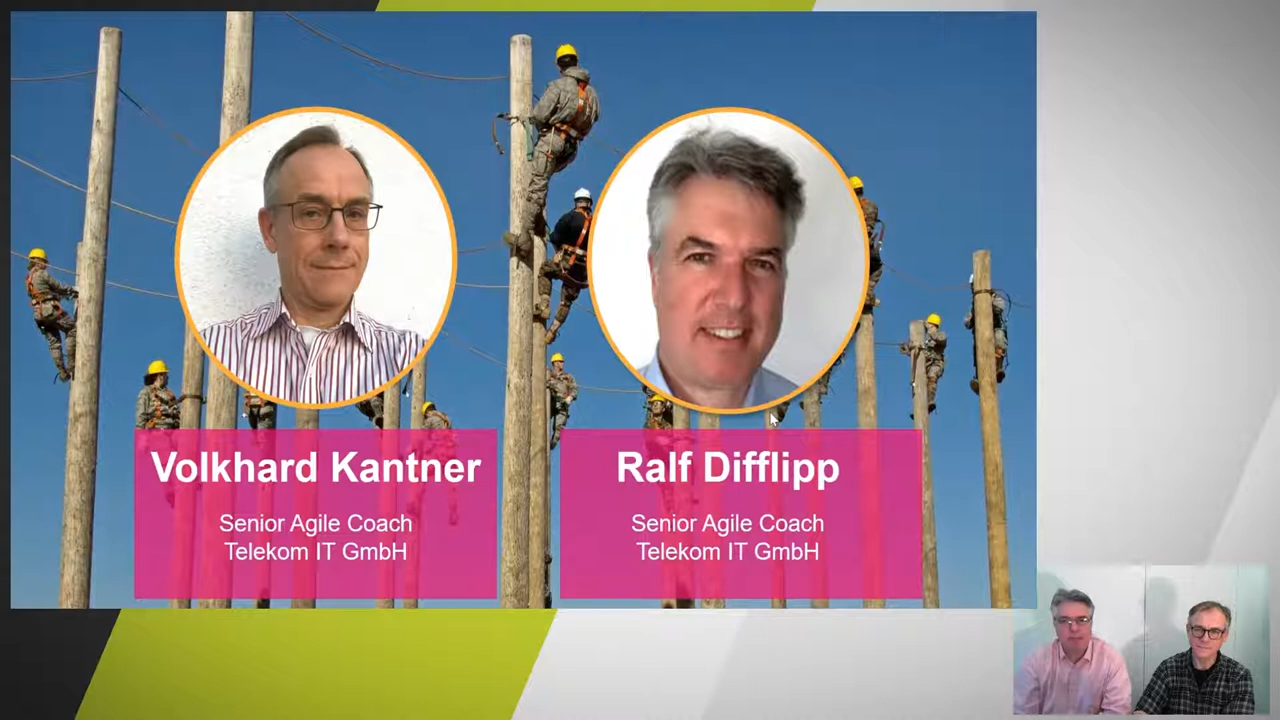 Volkhard Kantner
Senior Agile Coach
Telekom IT GmbH
Ralf Difflipp
Senior Agile Coach
Telekom IT GmbH